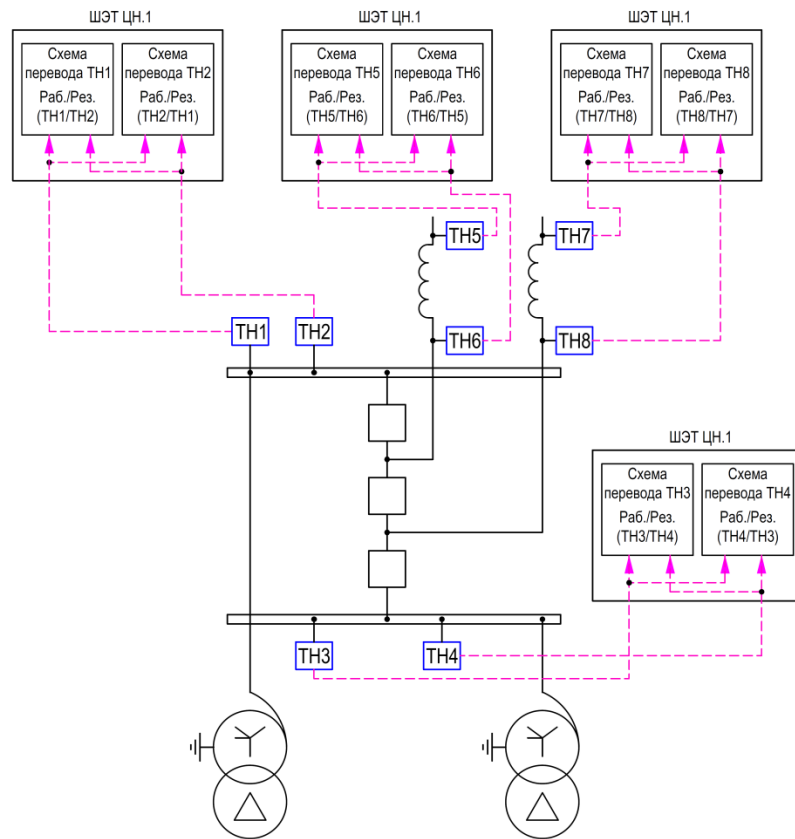 ШЭТ ЦН.1
Схема
перевода ТН1
Раб./Рез.
(ТН1/ТН2)
Схема
перевода ТН2
Раб./Рез.
(ТН2/ТН1)
ШЭТ ЦН.1
Схема
перевода ТН5
Раб./Рез.
(ТН5/ТН6)
Схема
перевода ТН6
Раб./Рез.
(ТН6/ТН5)
ШЭТ ЦН.1
Схема
перевода ТН7
Раб./Рез.
(ТН7/ТН8)
Схема
перевода ТН8
Раб./Рез.
(ТН8/ТН7)
ТН5
ТН7
ТН1
ТН2
ТН6
ТН8
ШЭТ ЦН.1
Схема
перевода ТН3
Раб./Рез.
(ТН3/ТН4)
Схема
перевода ТН4
Раб./Рез.
(ТН4/ТН3)
ТН3
ТН4